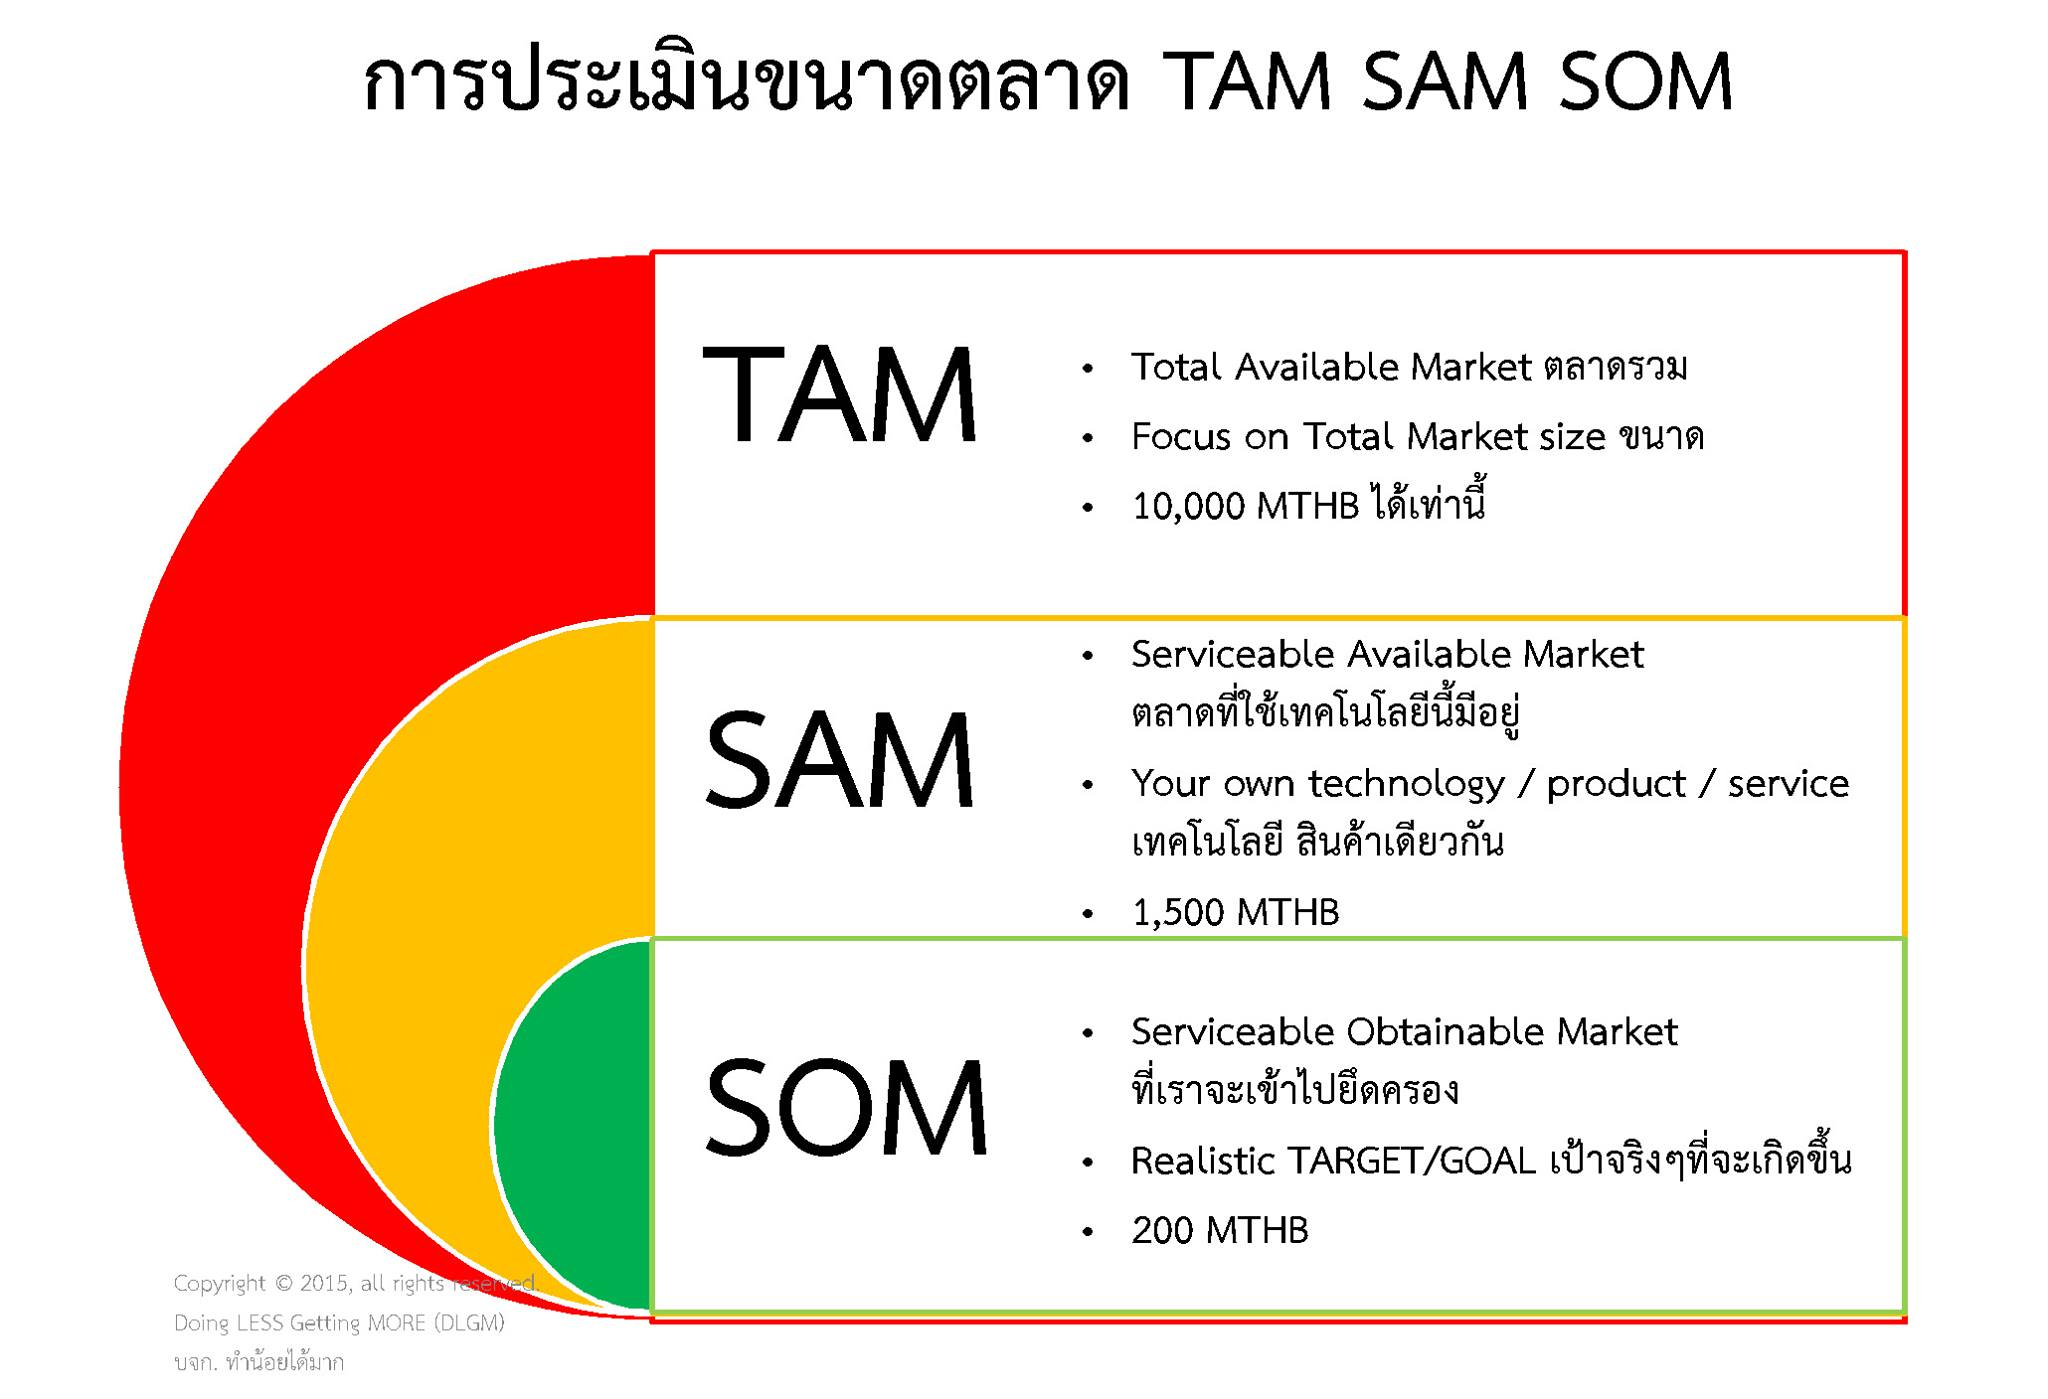 การประเมินขนาดตลาด TAM SAM SOM
TAM
• Total Available Market ตลาดรวม
• Focus on Total Market size ขนาด
• 10,000 MTHB ได้เท่านี้
SAM
• Serviceable Available Market
ตลาดที่ใช้เทคโนโลยีนี้มีอยู่
• Your own technology / product / service
เทคโนโลยี สินค้าเดียวกัน
• 1,500 MTHB
SOM
• Serviceable Obtainable Market
ที่เราจะเข้าไปยึดครอง
• Realistic TARGET/GOAL เป้าจริงๆที่จะเกิดขึ้น
• 200 MTHB
Copyright © 2015, all rights reserved.
Doing LESS Getting MORE (DLGM)
บจก. ทำน้อยได้มาก